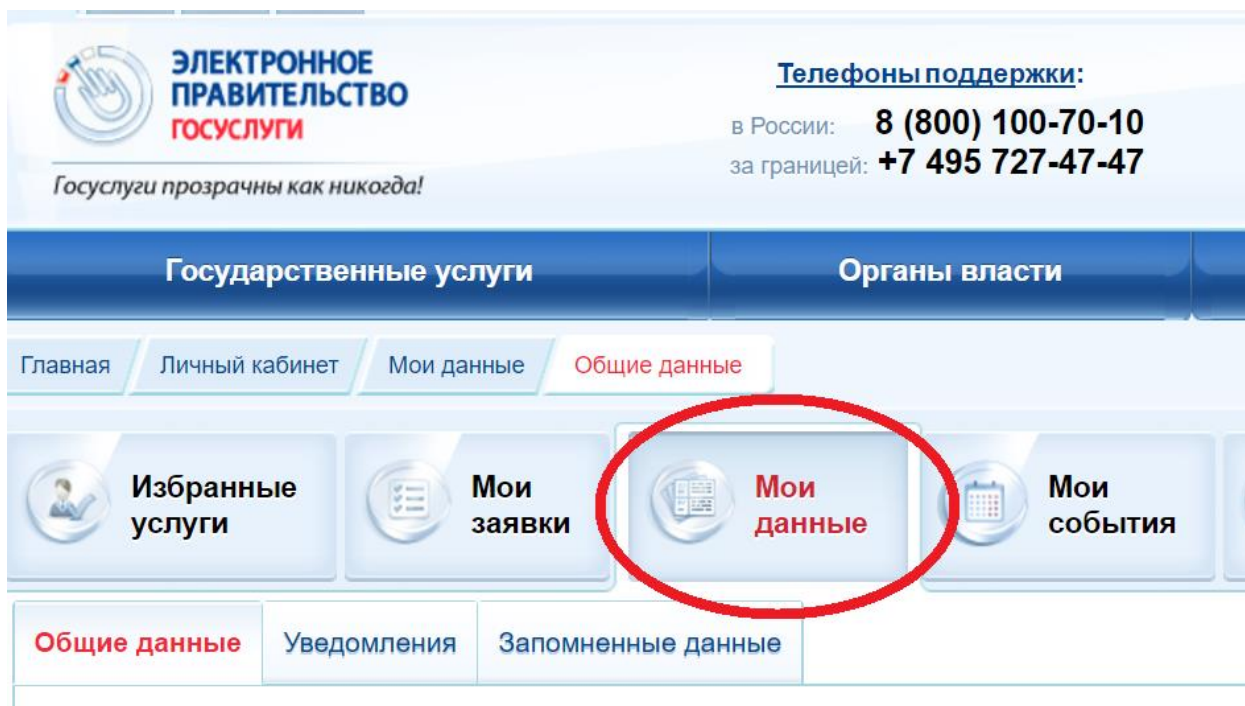 ЭЛЕКТРОННОЕ
ПРАВИТЕЛЬСТВО
ГОСУСЛУГИ
Госуслуги прозрачны как никогда!
Телефоны поддержки:
в России: 8 (800) 100-70-10
за границей: +7 495 727-47-47
Государственные услуги
Органы власти
Главная
Личный кабинет
Мои данные
Общие данные
Избранные
услуги
Мои
заявки
Мои
данные
Мои
события
Общие данные
Уведомления
Запомненные данные